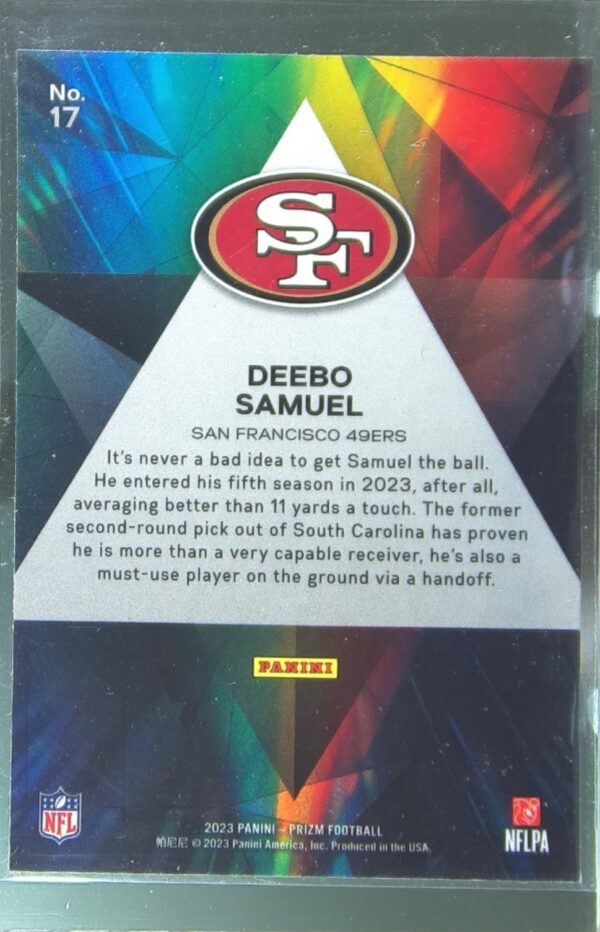 No.
17
SF
DEEBO
SAMUEL
SAN FRANCISCO 49ERS
It's never a bad idea to get Samuel the ball.
He entered his fifth season in 2023, after all,
averaging better than 11 yards a touch. The former
second-round pick out of South Carolina has proven
he is more than a very capable receiver, he's also a
must-use player on the ground via a handoff.
PANINI
NFL
NFLPA
2023 PANINI – PRIZM FOOTBALL
帕尼尼 © 2023 Panini America, Inc. Produced in the USA.